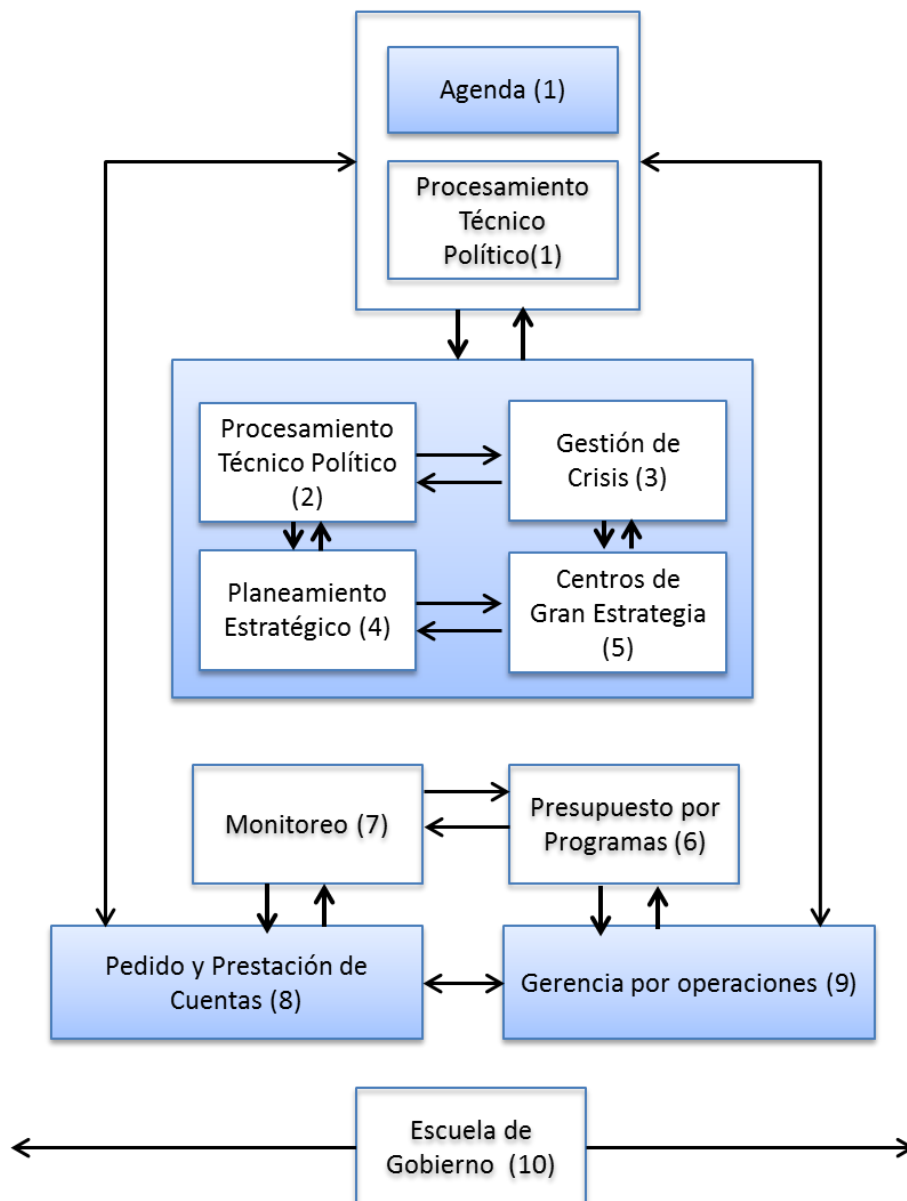 Agenda (1)
Procesamiento
Técnico
Político(1)
Procesamiento
Técnico Político
(2)
Gestión de
Crisis (3)
Planeamiento
Estratégico (4)
Centros de
Gran Estrategia
(5)
Monitoreo (7)
Presupuesto por
Programas (6)
Pedido y Prestación de
Cuentas (8)
Gerencia por operaciones (9)
Escuela de
Gobierno (10)